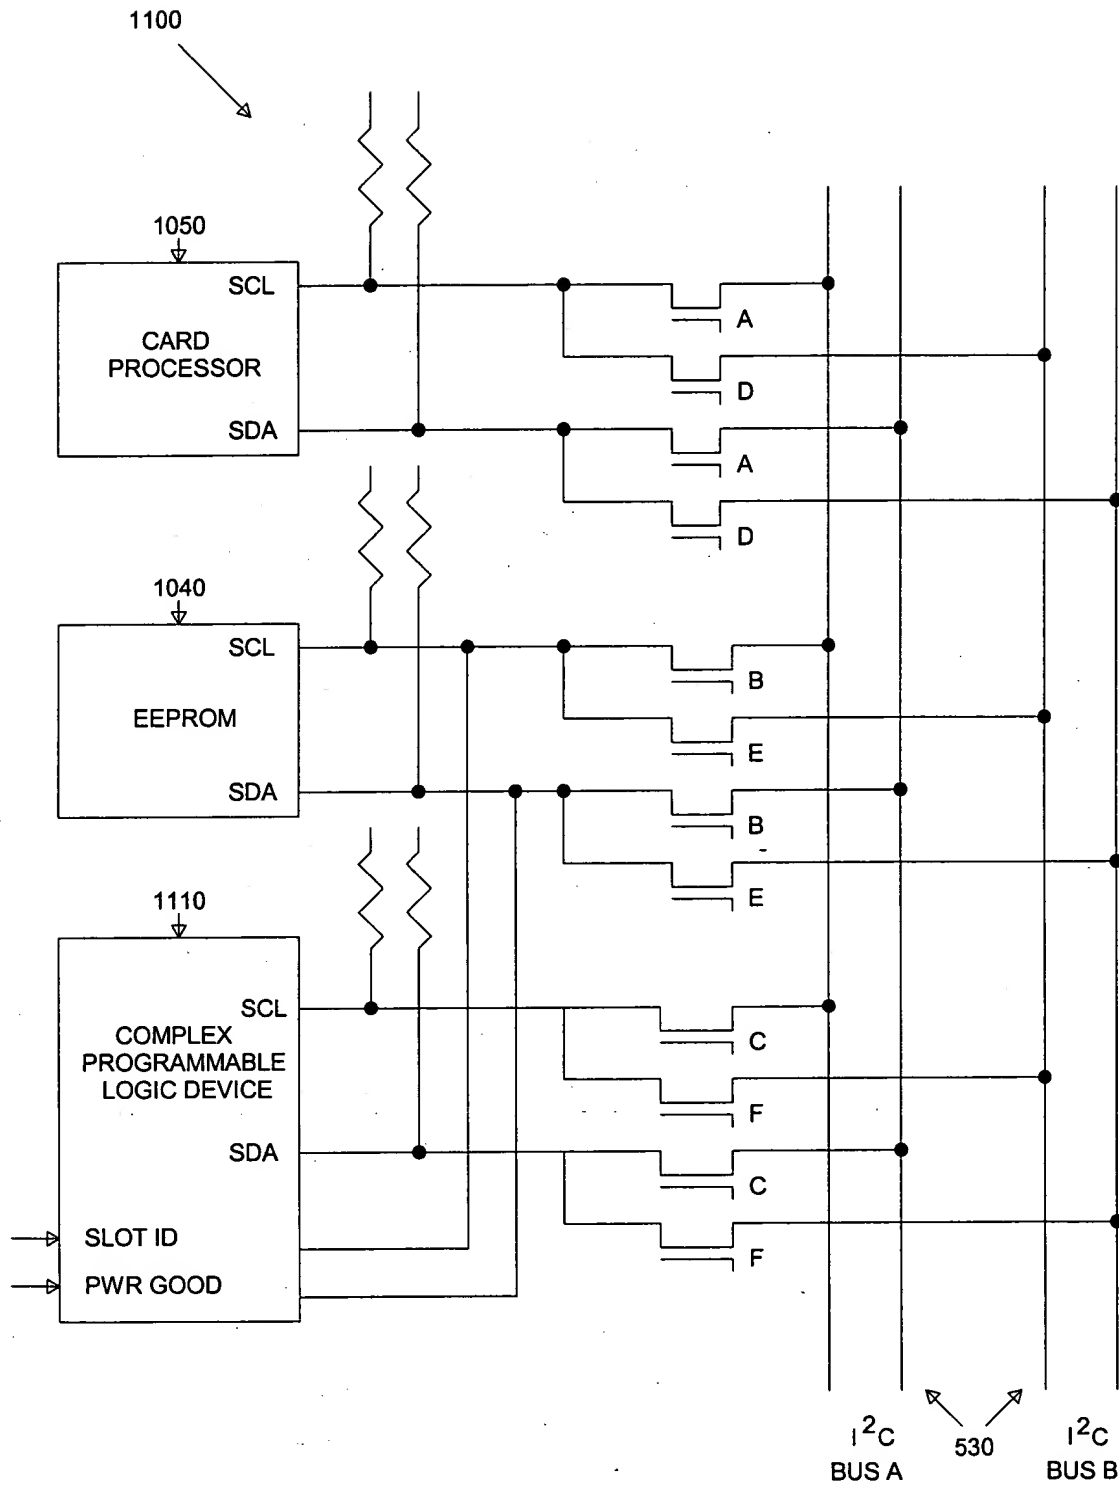 1100
1050
SCL
CARD
PROCESSOR
SDA
A
D
A
D
1040
SCL
EEPROM
SDA
B
E
B
E
1110
SCL
COMPLEX
PROGRAMMABLE
LOGIC DEVICE
SDA
SLOT ID
PWR GOOD
C
F
C
F
I²C
BUS A
530
I²C
BUS B